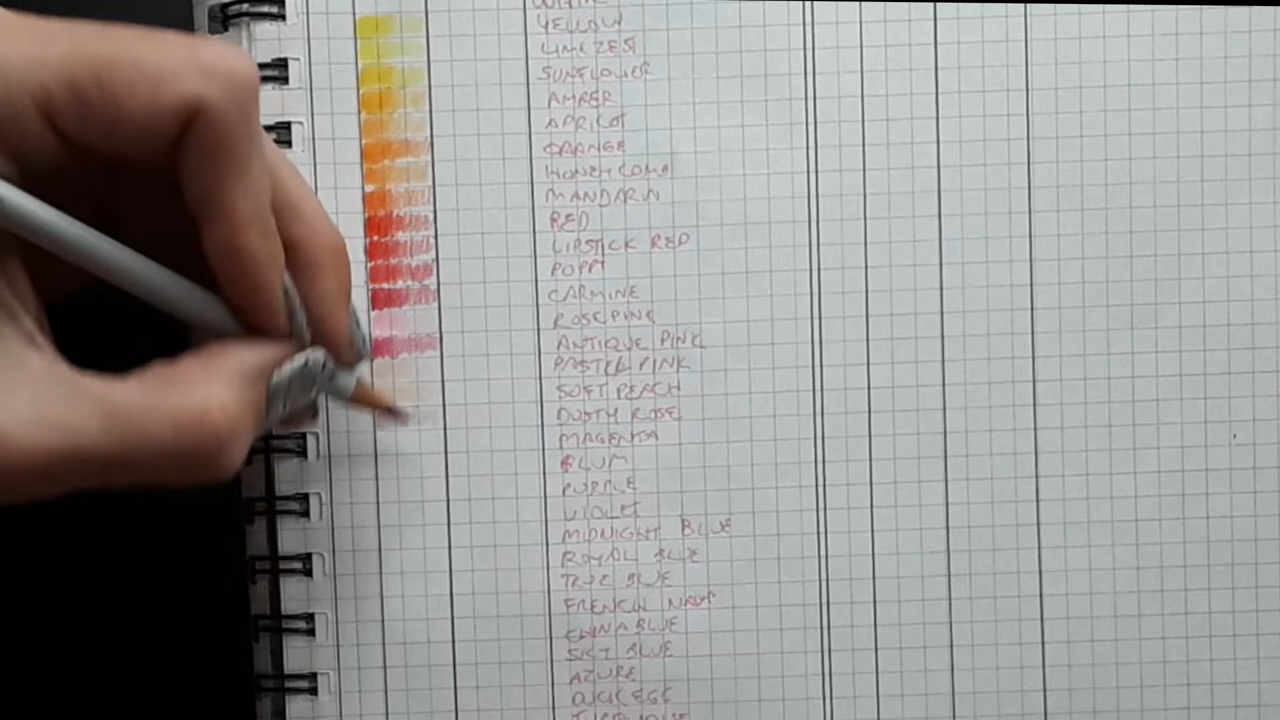 WHITE
YELLOW
LIME ZEST
SUNFLOWER
AMBER
APRICOT
ORANGE
HONEYCOMB
MANDARIN
RED
LIPSTICK RED
POPPY
CARMINE
ROSE PINK
ANTIQUE PINK
PASTEL PINK
SOFT PEACH
DUSTY ROSE
MAGENTA
PLUM
PURPLE
VIOLET
MIDNIGHT BLUE
ROYAL BLUE
TRUE BLUE
FRENCH NAVY
CHINA BLUE
SKY BLUE
AZURE
DUCK EGG
TURQUOISE